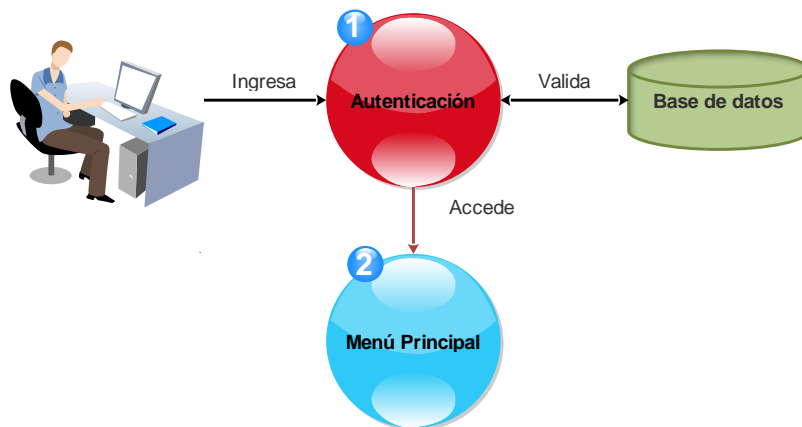 1
Ingresa
Autenticación
Valida
Base de datos
Accede
2
Menú Principal